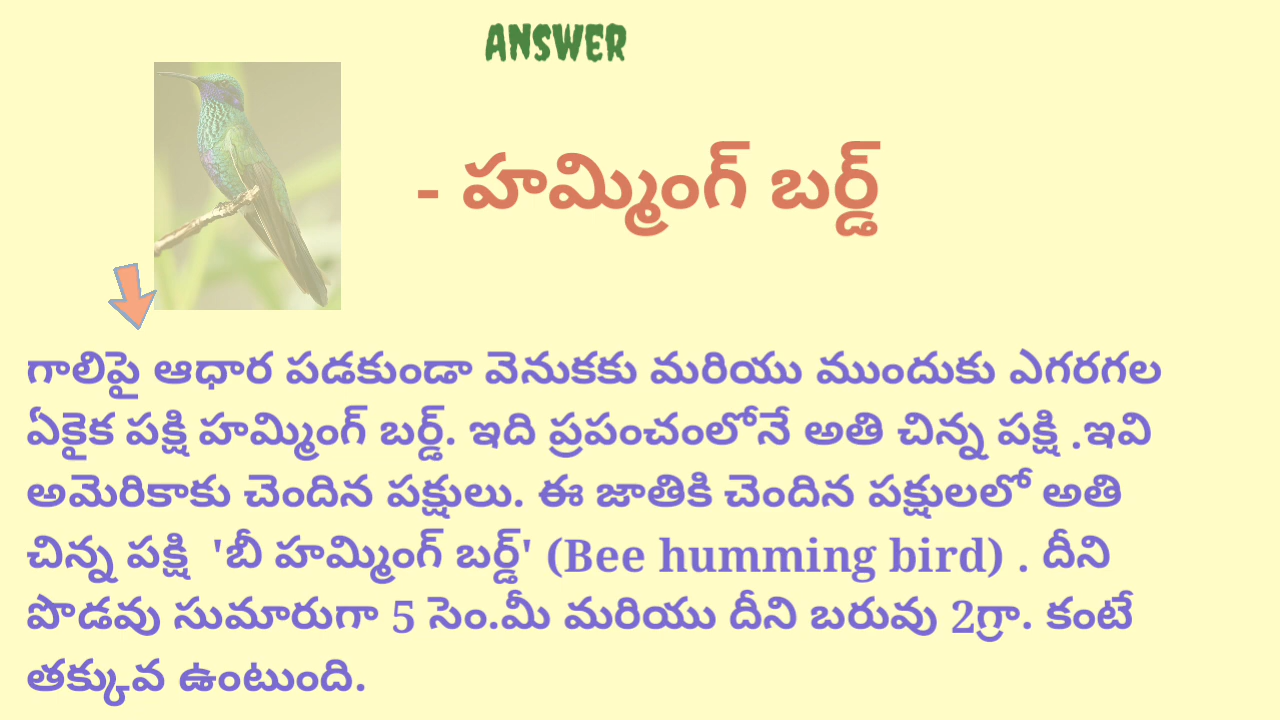 ANSWER
- హమ్మింగ్ బర్డ్
గాలిపై ఆధార పడకుండా వెనుకకు మరియు ముందుకు ఎగరగల
ఏకైక పక్షి హమ్మింగ్ బర్డ్. ఇది ప్రపంచంలోనే అతి చిన్న పక్షి .ఇవి
అమెరికాకు చెందిన పక్షులు. ఈ జాతికి చెందిన పక్షులలో అతి
చిన్న పక్షి 'బీ హమ్మింగ్ బర్డ్' (Bee humming bird) . దీని
పొడవు సుమారుగా 5 సెం.మీ మరియు దీని బరువు 2గ్రా. కంటే
తక్కువ ఉంటుంది.